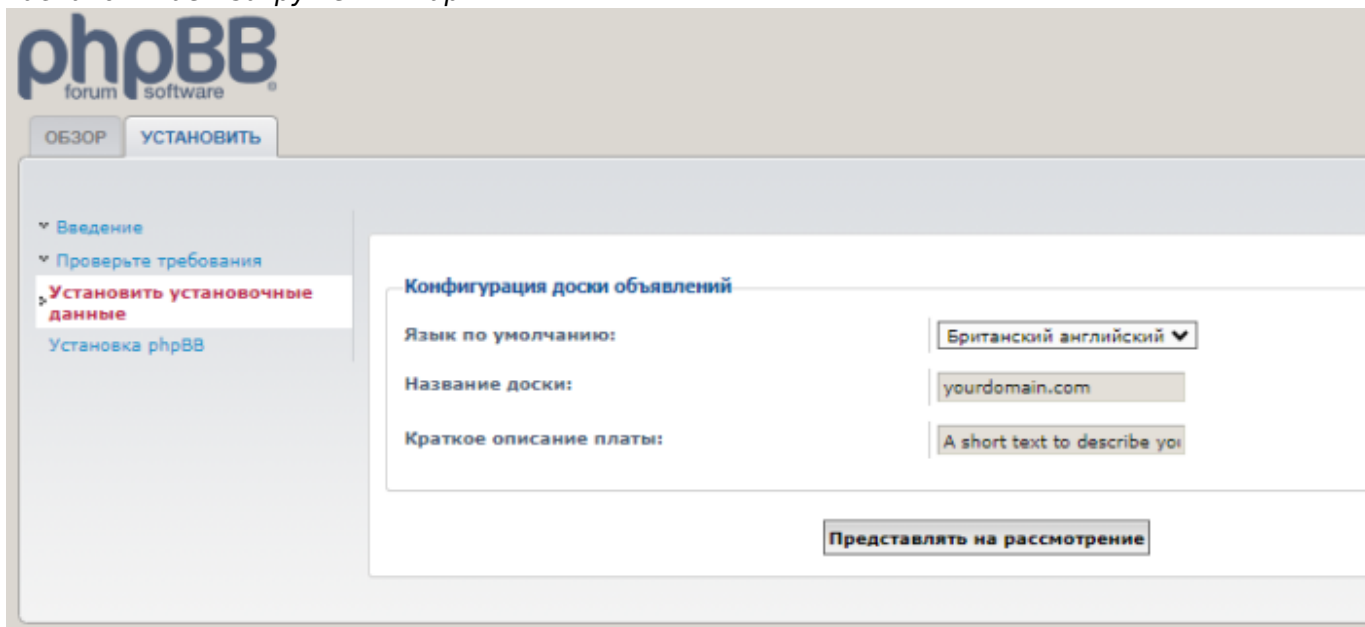 phpBB
forum software ®
ОБЗОР УСТАНОВИТЬ
Введение
Проверьте требования
Установить установочные
данные
Установка phpBB
Конфигурация доски объявлений
Язык по умолчанию: Британский английский
Название доски: yourdomain.com
Краткое описание платы: A short text to describe you
Представлять на рассмотрение